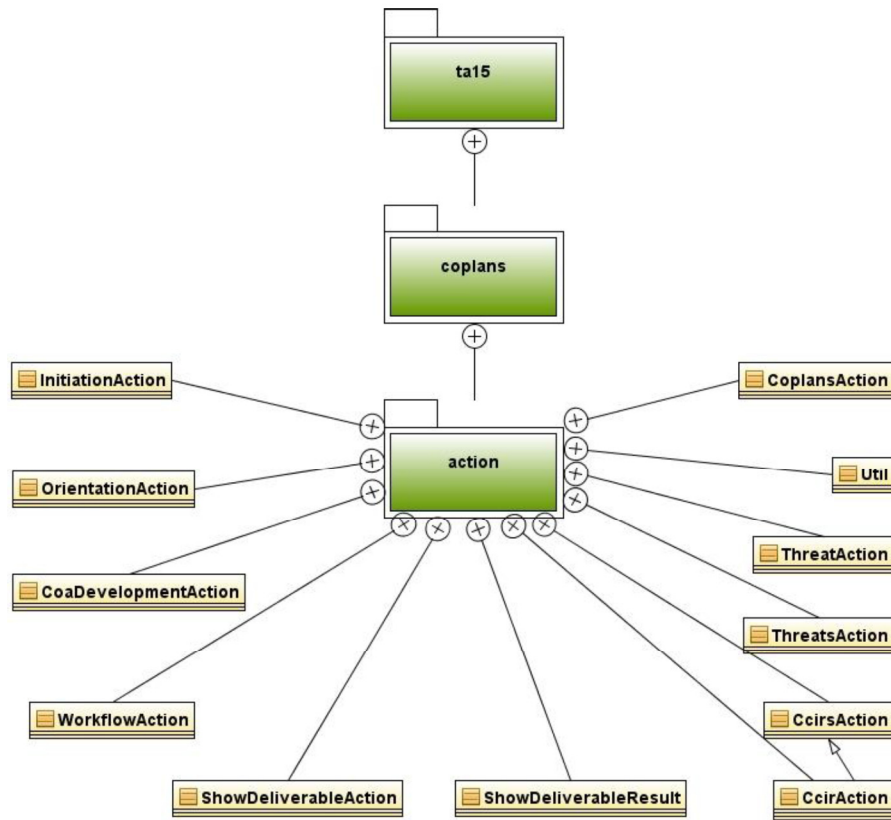 ta15
coplans
InitiationAction
CoplansAction
action
Util
OrientationAction
ThreatAction
CoaDevelopmentAction
ThreatsAction
WorkflowAction
CcirsAction
ShowDeliverableAction
ShowDeliverableResult
CcirAction